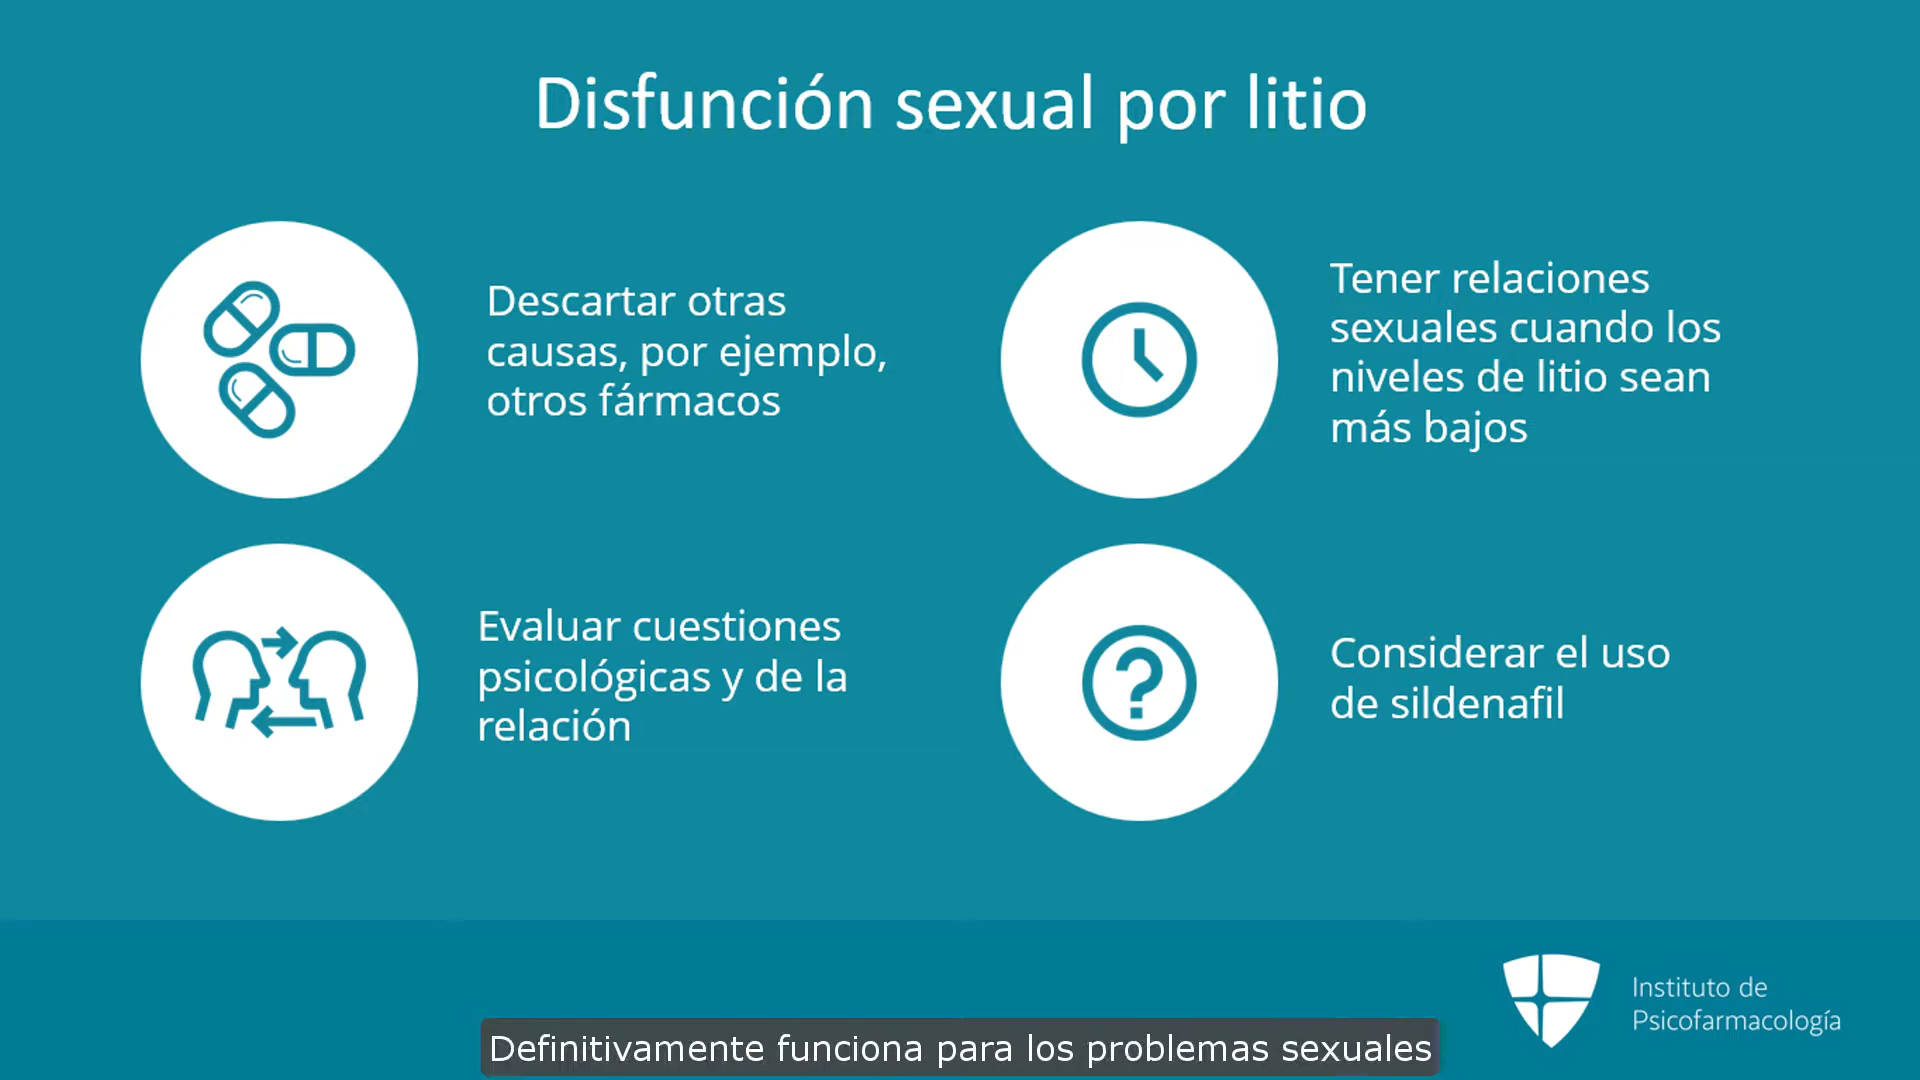 Disfunción sexual por litio
Descartar otras
causas, por ejemplo,
otros fármacos
Tener relaciones
sexuales cuando los
niveles de litio sean
más bajos
Evaluar cuestiones
psicológicas y de la
relación
Considerar el uso
de sildenafil
Instituto de
Psicofarmacología
Definitivamente funciona para los problemas sexuales